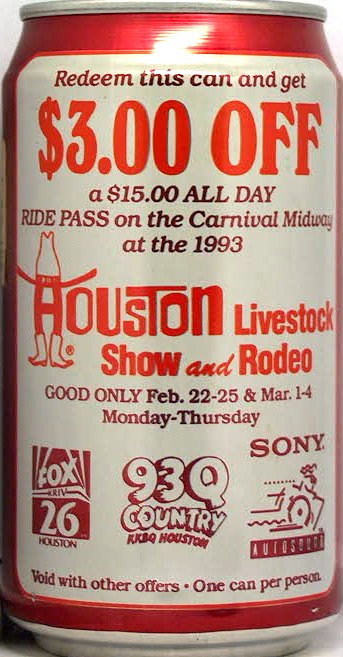 Redeem this can and get
$3.00 OFF
a $15.00 ALL DAY
RIDE PASS on the Carnival Midway
at the 1993
HOUSTON Livestock
Show and Rodeo
®
GOOD ONLY Feb. 22-25 & Mar. 1-4
Monday-Thursday
FOX
KRIV
26
HOUSTON
93Q
COUNTRY
KKBQ HOUSTON
SONY
AUTOSOUND
Void with other offers • One can per person.